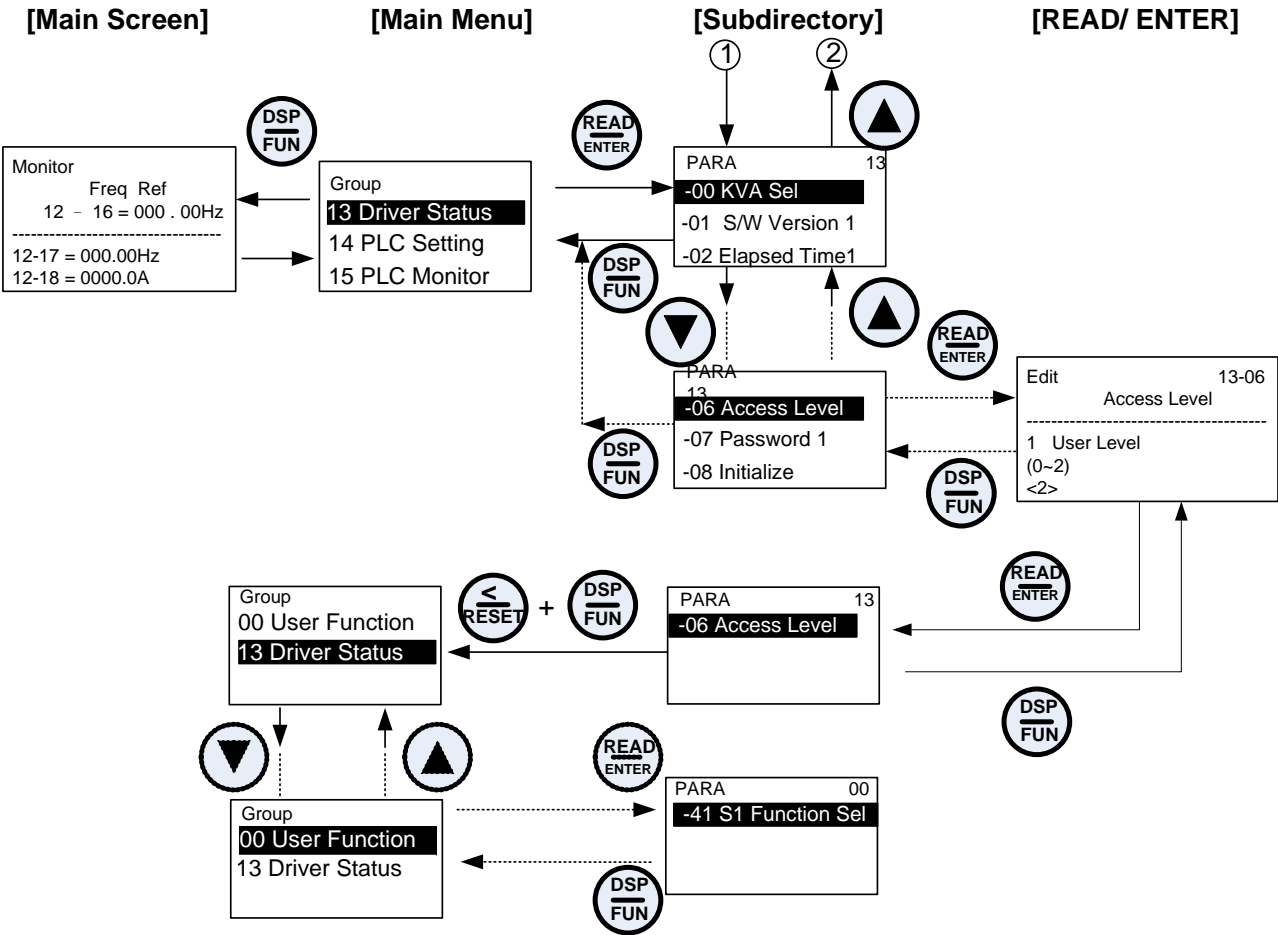 [Main Screen] [Main Menu] [Subdirectory] [READ/ ENTER]
1 2
DSP
FUN
READ
ENTER
Monitor
Freq Ref
12 - 16 = 000 . 00Hz
12-17 = 000.00Hz
12-18 = 0000.0A
Group
13 Driver Status
14 PLC Setting
15 PLC Monitor
PARA 13
-00 KVA Sel
-01 S/W Version 1
-02 Elapsed Time1
DSP
FUN
READ
ENTER
PARA
13
-06 Access Level
-07 Password 1
-08 Initialize
DSP
FUN
DSP
FUN
Edit 13-06
Access Level
1 User Level
(0~2)
<2>
READ
ENTER
Group
00 User Function
13 Driver Status
<
RESET
+
DSP
FUN
PARA 13
-06 Access Level
DSP
FUN
READ
ENTER
Group
00 User Function
13 Driver Status
PARA 00
-41 S1 Function Sel
DSP
FUN